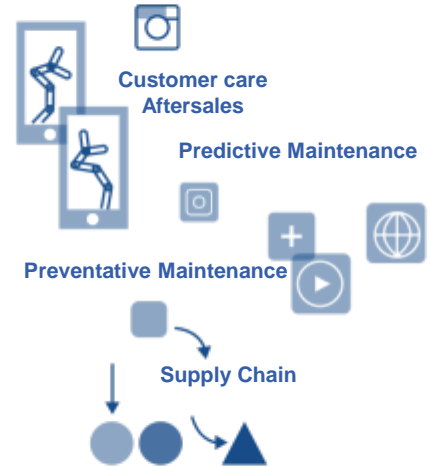 Customer care
Aftersales
Predictive Maintenance
Preventative Maintenance
Supply Chain